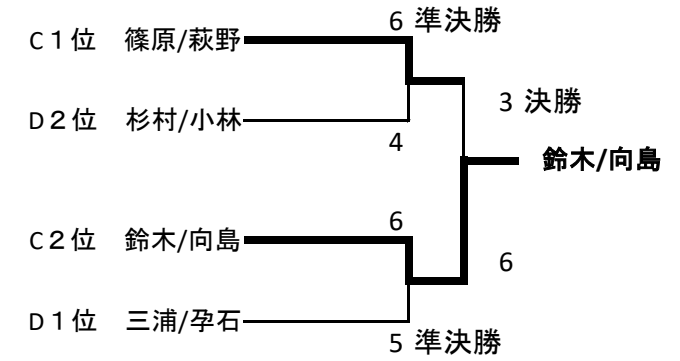 6 準決勝
C１位 篠原/萩野
3 決勝
D２位 杉村/小林
4
鈴木/向島
6
C２位 鈴木/向島
6
D１位 三浦/孕石
5 準決勝